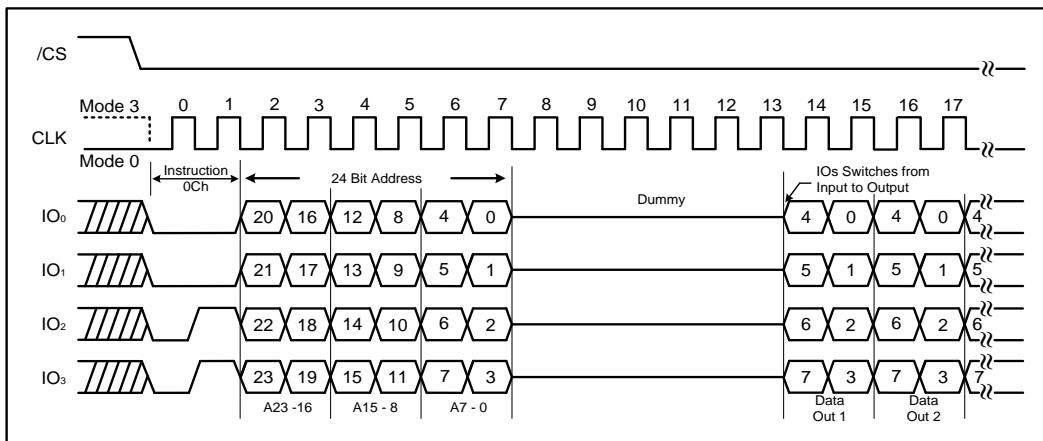 /CS
Mode 3 0 1 2 3 4 5 6 7 8 9 10 11 12 13 14 15 16 17
CLK
Mode 0
Instruction
0Ch
24 Bit Address
Dummy
IOs Switches from
Input to Output
IO0 20 16 12 8 4 0 4 0 4 0 4
IO1 21 17 13 9 5 1 5 1 5 1 5
IO2 22 18 14 10 6 2 6 2 6 2 6
IO3 23 19 15 11 7 3 7 3 7 3 7
A23 -16 A15 - 8 A7 - 0
Data
Out 1
Data
Out 2